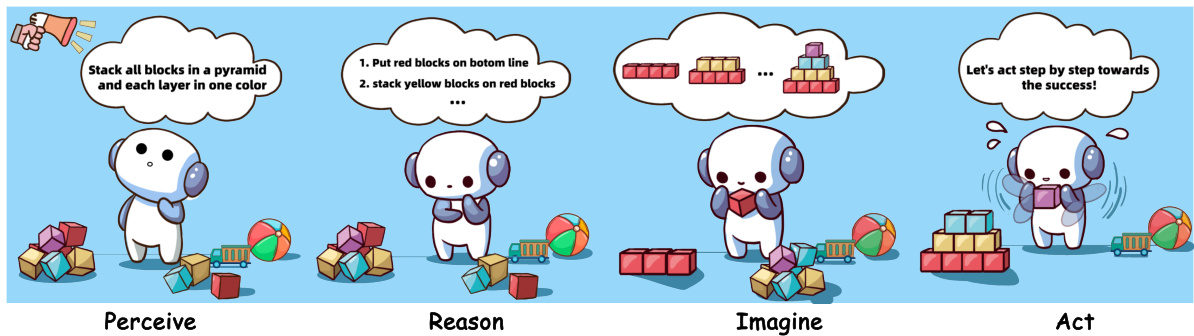 Stack all blocks in a pyramid
and each layer in one color
1. Put red blocks on botom line
2. stack yellow blocks on red blocks
...
...
Let's act step by step towards
the success!
Perceive
Reason
Imagine
Act